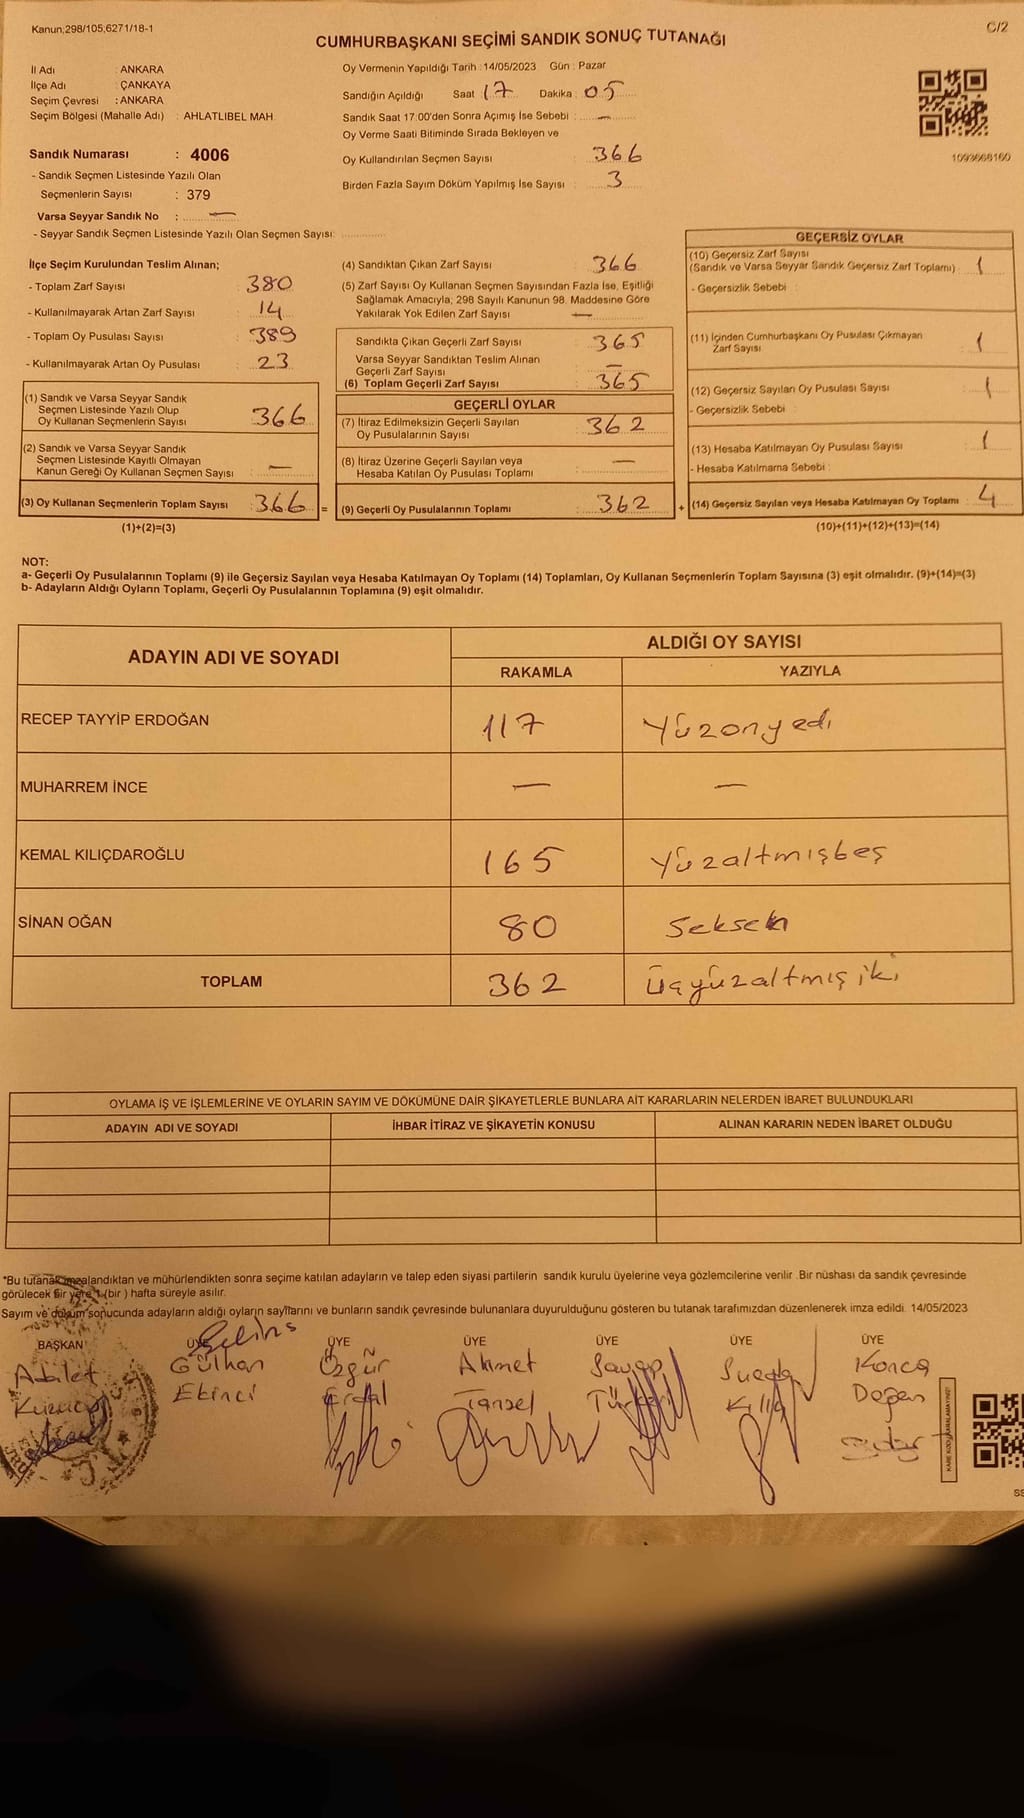 Kanun,298/105,6271/18-1
C/2
CUMHURBAŞKANI SEÇİMİ SANDIK SONUÇ TUTANAĞI
İl Adı : ANKARA
İlçe Adı : ÇANKAYA
Seçim Çevresi : ANKARA
Seçim Bölgesi (Mahalle Adı) : AHLATLIBEL MAH.
Sandık Numarası : 4006
- Sandık Seçmen Listesinde Yazılı Olan
Seçmenlerin Sayısı : 379
Varsa Seyyar Sandık No : —
- Seyyar Sandık Seçmen Listesinde Yazılı Olan Seçmen Sayısı:
Oy Vermenin Yapıldığı Tarih :14/05/2023 Gün : Pazar
Sandığın Açıldığı Saat 17 Dakika : 05
Sandık Saat 17:00'den Sonra Açımış İse Sebebi : —
Oy Verme Saati Bitiminde Sırada Bekleyen ve
Oy Kullandırılan Seçmen Sayısı : 366
Birden Fazla Sayım Döküm Yapılmış İse Sayısı : 3
1093668160
İlçe Seçim Kurulundan Teslim Alınan;
- Toplam Zarf Sayısı : 380
- Kullanılmayarak Artan Zarf Sayısı : 14
- Toplam Oy Pusulası Sayısı : 389
- Kullanılmayarak Artan Oy Pusulası : 23
(1) Sandık ve Varsa Seyyar Sandık
Seçmen Listesinde Yazılı Olup
Oy Kullanan Seçmenlerin Sayısı : 366
(2) Sandık ve Varsa Seyyar Sandık
Seçmen Listesinde Kayıtlı Olmayan
Kanun Gereği Oy Kullanan Seçmen Sayısı : —
(3) Oy Kullanan Seçmenlerin Toplam Sayısı : 366 =
(1)+(2)=(3)
(4) Sandıktan Çıkan Zarf Sayısı : 366
(5) Zarf Sayısı Oy Kullanan Seçmen Sayısından Fazla İse, Eşitliği
Sağlamak Amacıyla, 298 Sayılı Kanunun 98. Maddesine Göre
Yakılarak Yok Edilen Zarf Sayısı : —
Sandıkta Çıkan Geçerli Zarf Sayısı : 365
Varsa Seyyar Sandıktan Teslim Alınan
Geçerli Zarf Sayısı : —
(6) Toplam Geçerli Zarf Sayısı : 365
GEÇERLİ OYLAR
(7) İtiraz Edilmeksizin Geçerli Sayılan
Oy Pusulalarının Sayısı : 362
(8) İtiraz Üzerine Geçerli Sayılan veya
Hesaba Katılan Oy Pusulası Toplamı : —
(9) Geçerli Oy Pusulalarının Toplamı : 362 +
GEÇERSİZ OYLAR
(10) Geçersiz Zarf Sayısı
(Sandık ve Varsa Seyyar Sandık Geçersiz Zarf Toplamı) : 1
- Geçersizlik Sebebi :
(11) İçinden Cumhurbaşkanı Oy Pusulası Çıkmayan
Zarf Sayısı : 1
(12) Geçersiz Sayılan Oy Pusulası Sayısı : 1
- Geçersizlik Sebebi :
(13) Hesaba Katılmayan Oy Pusulası Sayısı : 1
- Hesaba Katılmama Sebebi :
(14) Geçersiz Sayılan veya Hesaba Katılmayan Oy Toplamı : 4
(10)+(11)+(12)+(13)=(14)
NOT:
a- Geçerli Oy Pusulalarının Toplamı (9) ile Geçersiz Sayılan veya Hesaba Katılmayan Oy Toplamı (14) Toplamları, Oy Kullanan Seçmenlerin Toplam Sayısına (3) eşit olmalıdır. (9)+(14)=(3)
b- Adayların Aldığı Oyların Toplamı, Geçerli Oy Pusulalarının Toplamına (9) eşit olmalıdır.
ADAYIN ADI VE SOYADI ALDIĞI OY SAYISI
RAKAMLA YAZIYLA
RECEP TAYYİP ERDOĞAN 117 Yüzonyedi
MUHARREM İNCE — —
KEMAL KILIÇDAROĞLU 165 Yüzaltmışbeş
SİNAN OĞAN 80 Seksen
TOPLAM 362 Üçyüzaltmışiki
OYLAMA İŞ VE İŞLEMLERİNE VE OYLARIN SAYIM VE DÖKÜMÜNE DAİR ŞİKAYETLERLE BUNLARA AİT KARARLARIN NELERDEN İBARET BULUNDUKLARI
ADAYIN ADI VE SOYADI İHBAR İTİRAZ VE ŞİKAYETİN KONUSU ALINAN KARARIN NEDEN İBARET OLDUĞU
*Bu tutanak imzalandıktan ve mühürlendikten sonra seçime katılan adayların ve talep eden siyasi partilerin sandık kurulu üyelerine veya gözlemcilerine verilir .Bir nüshası da sandık çevresinde
görülecek bir yere 1 (bir ) hafta süreyle asılır.
Sayım ve döküm sonucunda adayların aldığı oyların sayılarını ve bunların sandık çevresinde bulunanlara duyurulduğunu gösteren bu tutanak tarafımızdan düzenlenerek imza edildi. 14/05/2023
BAŞKAN ÜYE ÜYE ÜYE ÜYE ÜYE ÜYE
Adalet Gülhan Özgür Ahmet Savaş Sueda Konca
Ekinci Erdal Tansel Doğan
KARE KODU KARALAMAYINIZ!